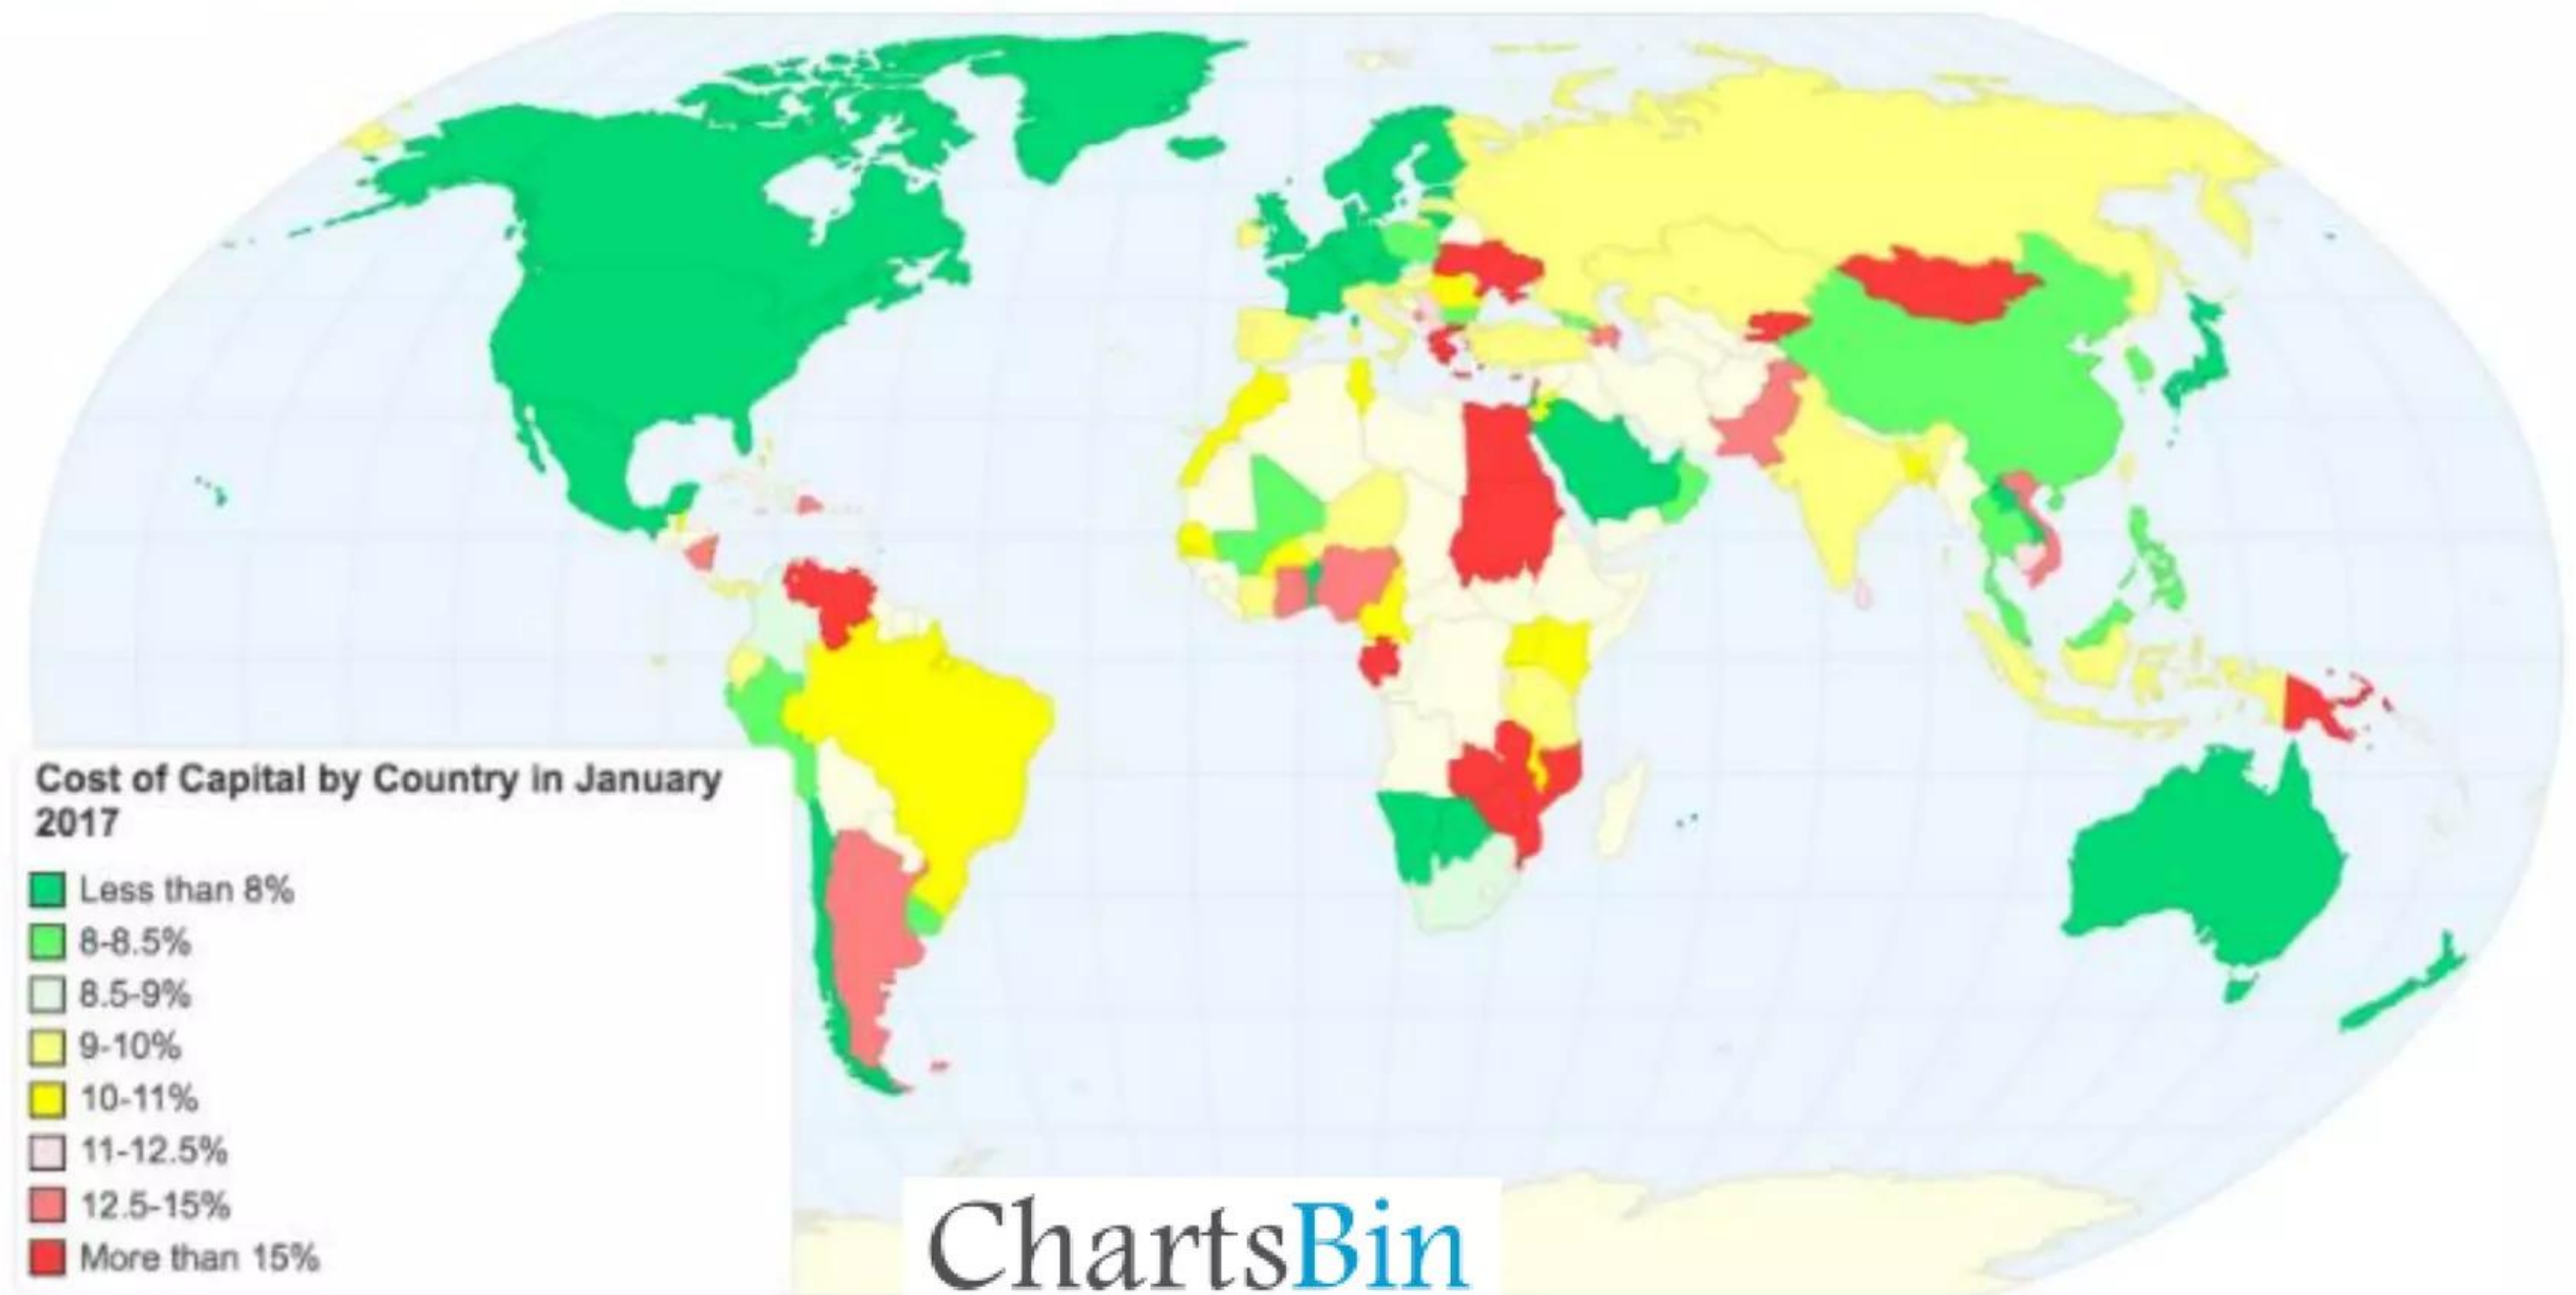 Cost of Capital by Country in January
2017
Less than 8%
8-8.5%
8.5-9%
9-10%
10-11%
11-12.5%
12.5-15%
More than 15%
ChartsBin